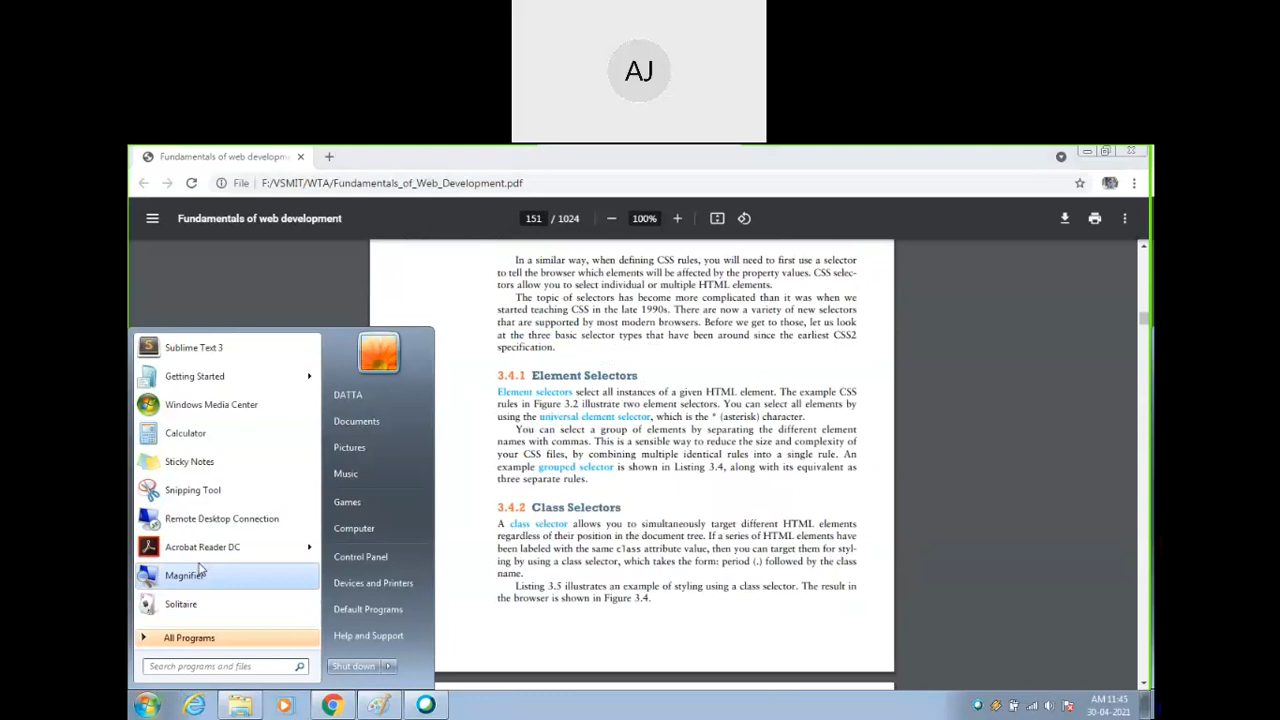 AJ
Fundamentals of web developm
File F:/VSMIT/WTA/Fundamentals_of_Web_Development.pdf
Fundamentals of web development
151 / 1024
100%
In a similar way, when defining CSS rules, you will need to first use a selector
to tell the browser which elements will be affected by the property values. CSS selec-
tors allow you to select individual or multiple HTML elements.
The topic of selectors has become more complicated than it was when we
started teaching CSS in the late 1990s. There are now a variety of new selectors
that are supported by most modern browsers. Before we get to those, let us look
at the three basic selector types that have been around since the earliest CSS2
specification.
3.4.1 Element Selectors
Element selectors select all instances of a given HTML element. The example CSS
rules in Figure 3.2 illustrate two element selectors. You can select all elements by
using the universal element selector, which is the * (asterisk) character.
You can select a group of elements by separating the different element
names with commas. This is a sensible way to reduce the size and complexity of
your CSS files, by combining multiple identical rules into a single rule. An
example grouped selector is shown in Listing 3.4, along with its equivalent as
three separate rules.
3.4.2 Class Selectors
A class selector allows you to simultaneously target different HTML elements
regardless of their position in the document tree. If a series of HTML elements have
been labeled with the same class attribute value, then you can target them for styl-
ing by using a class selector, which takes the form: period (.) followed by the class
name.
Listing 3.5 illustrates an example of styling using a class selector. The result in
the browser is shown in Figure 3.4.
Sublime Text 3
Getting Started
Windows Media Center
Calculator
Sticky Notes
Snipping Tool
Remote Desktop Connection
Acrobat Reader DC
Magnifier
Solitaire
All Programs
Search programs and files
DATTA
Documents
Pictures
Music
Games
Computer
Control Panel
Devices and Printers
Default Programs
Help and Support
Shut down
AM 11:45
30-04-2021